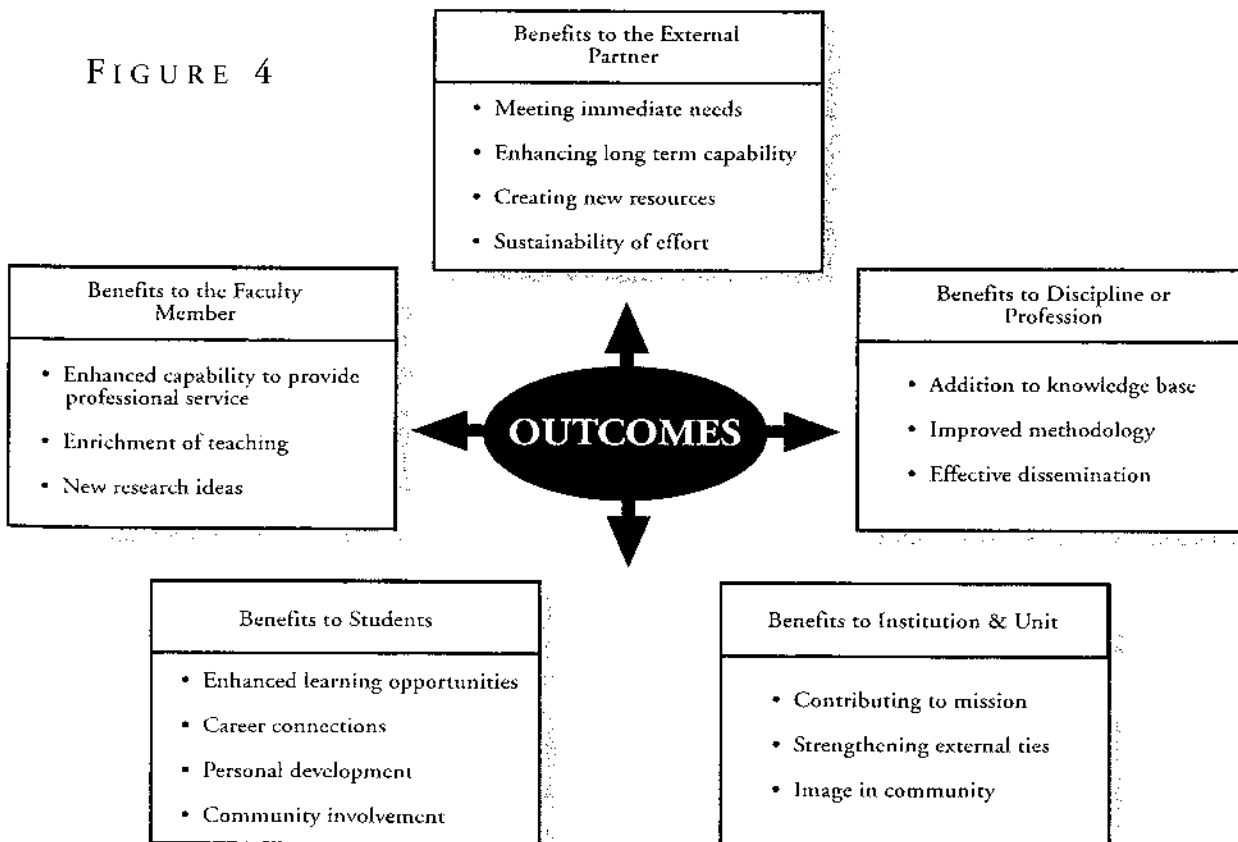 FIGURE 4
Benefits to the External
Partner
• Meeting immediate needs
• Enhancing long term capability
• Creating new resources
• Sustainability of effort
Benefits to the Faculty
Member
• Enhanced capability to provide
professional service
• Enrichment of teaching
• New research ideas
Benefits to Discipline or
Profession
• Addition to knowledge base
• Improved methodology
• Effective dissemination
OUTCOMES
Benefits to Students
• Enhanced learning opportunities
• Career connections
• Personal development
• Community involvement
Benefits to Institution & Unit
• Contributing to mission
• Strengthening external ties
• Image in community